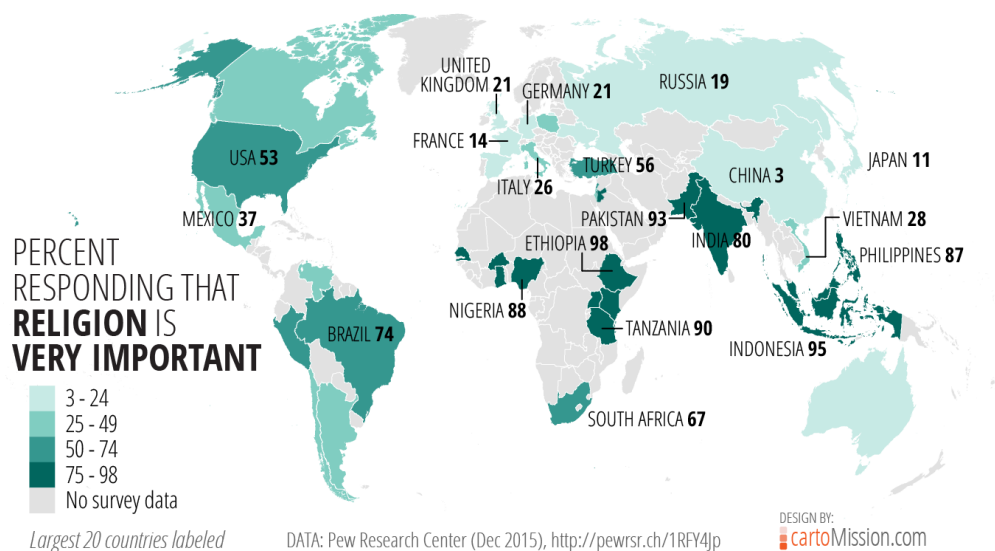 UNITED
KINGDOM 21
GERMANY 21
RUSSIA 19
FRANCE 14
USA 53
TURKEY 56
JAPAN 11
CHINA 3
ITALY 26
MEXICO 37
PAKISTAN 93
VIETNAM 28
INDIA 80
ETHIOPIA 98
PHILIPPINES 87
NIGERIA 88
BRAZIL 74
TANZANIA 90
INDONESIA 95
SOUTH AFRICA 67
PERCENT
RESPONDING THAT
RELIGION IS
VERY IMPORTANT
3 - 24
25 - 49
50 - 74
75 - 98
No survey data
Largest 20 countries labeled
DATA: Pew Research Center (Dec 2015), http://pewrsr.ch/1RFY4Jp
DESIGN BY:
cartoMission.com